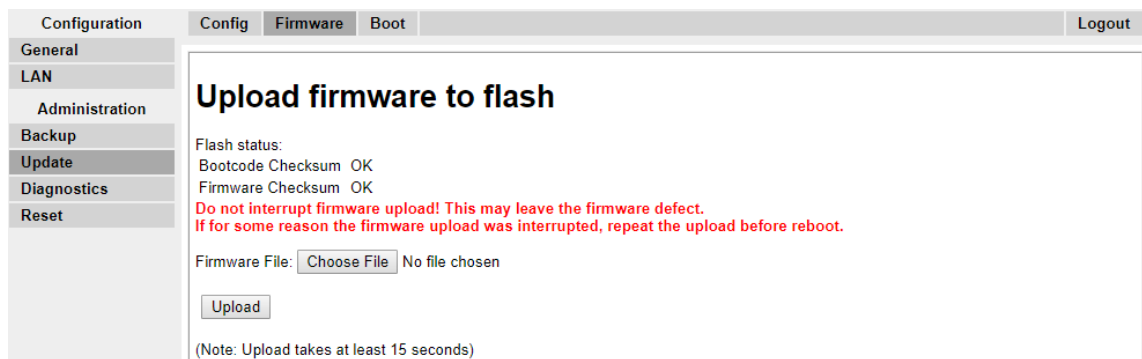 Configuration
General
LAN
Administration
Backup
Update
Diagnostics
Reset
Config Firmware Boot Logout
Upload firmware to flash
Flash status:
Bootcode Checksum OK
Firmware Checksum OK
Do not interrupt firmware upload! This may leave the firmware defect.
If for some reason the firmware upload was interrupted, repeat the upload before reboot.
Firmware File: Choose File No file chosen
Upload
(Note: Upload takes at least 15 seconds)